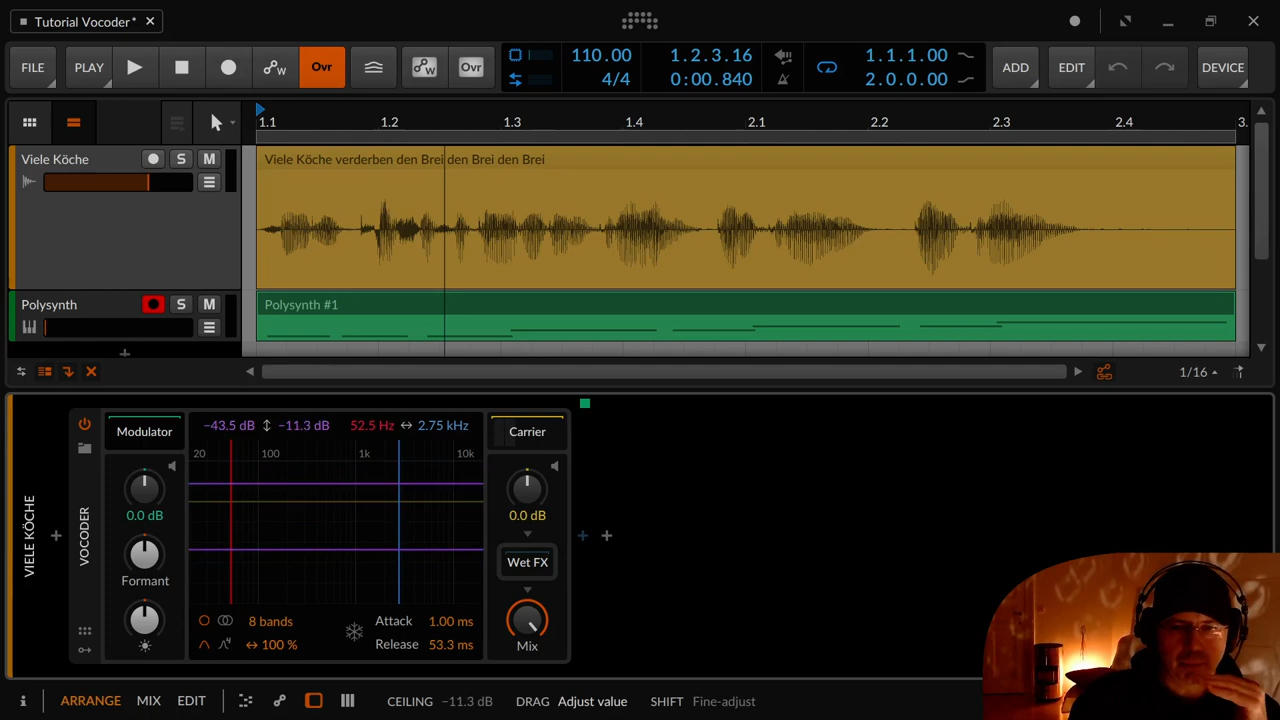 Tutorial Vocoder*
FILE
PLAY
Ovr
Ovr
110.00
4/4
1.2.3.16
0:00.840
1.1.1.00
2.0.0.00
ADD
EDIT
DEVICE
1.1
1.2
1.3
1.4
2.1
2.2
2.3
2.4
3.
Viele Köche
S
M
Viele Köche verderben den Brei den Brei den Brei
Polysynth
S
M
Polysynth #1
1/16
VIELE KÖCHE
VOCODER
Modulator
0.0 dB
Formant
−43.5 dB
−11.3 dB
52.5 Hz
2.75 kHz
20
100
1k
10k
8 bands
100 %
Attack
1.00 ms
Release
53.3 ms
Carrier
0.0 dB
Wet FX
Mix
ARRANGE
MIX
EDIT
CEILING −11.3 dB
DRAG Adjust value
SHIFT Fine-adjust